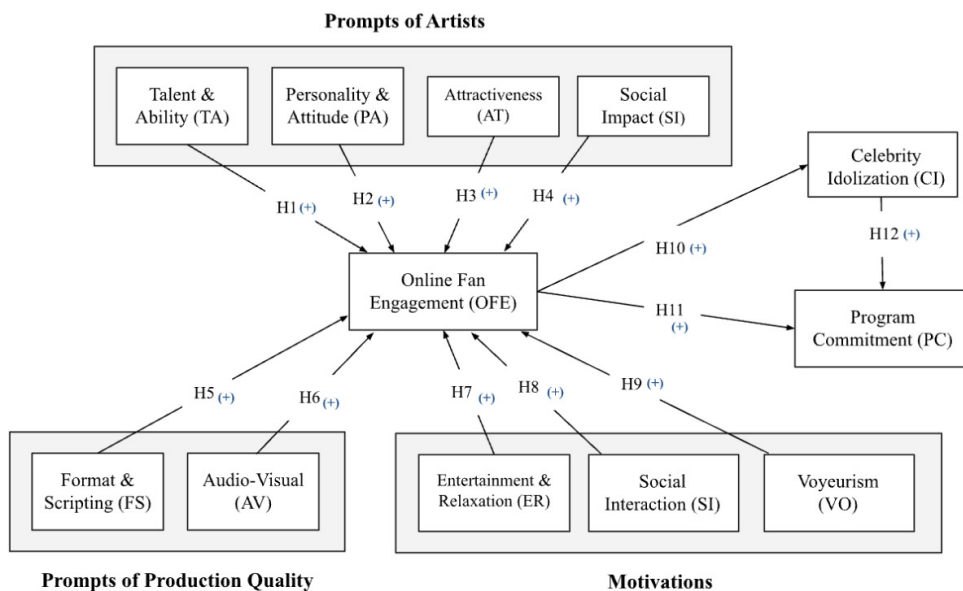 Prompts of Artists
Talent &
Ability (TA)
Personality &
Attitude (PA)
Attractiveness
(AT)
Social
Impact (SI)
Celebrity
Idolization (CI)
H1 (+)
H2 (+)
H3 (+)
H4 (+)
H10 (+)
H12 (+)
Online Fan
Engagement (OFE)
H11
(+)
Program
Commitment (PC)
H5 (+)
H6 (+)
H7 (+)
H8 (+)
H9 (+)
Format &
Scripting (FS)
Audio-Visual
(AV)
Entertainment &
Relaxation (ER)
Social
Interaction (SI)
Voyeurism
(VO)
Prompts of Production Quality
Motivations